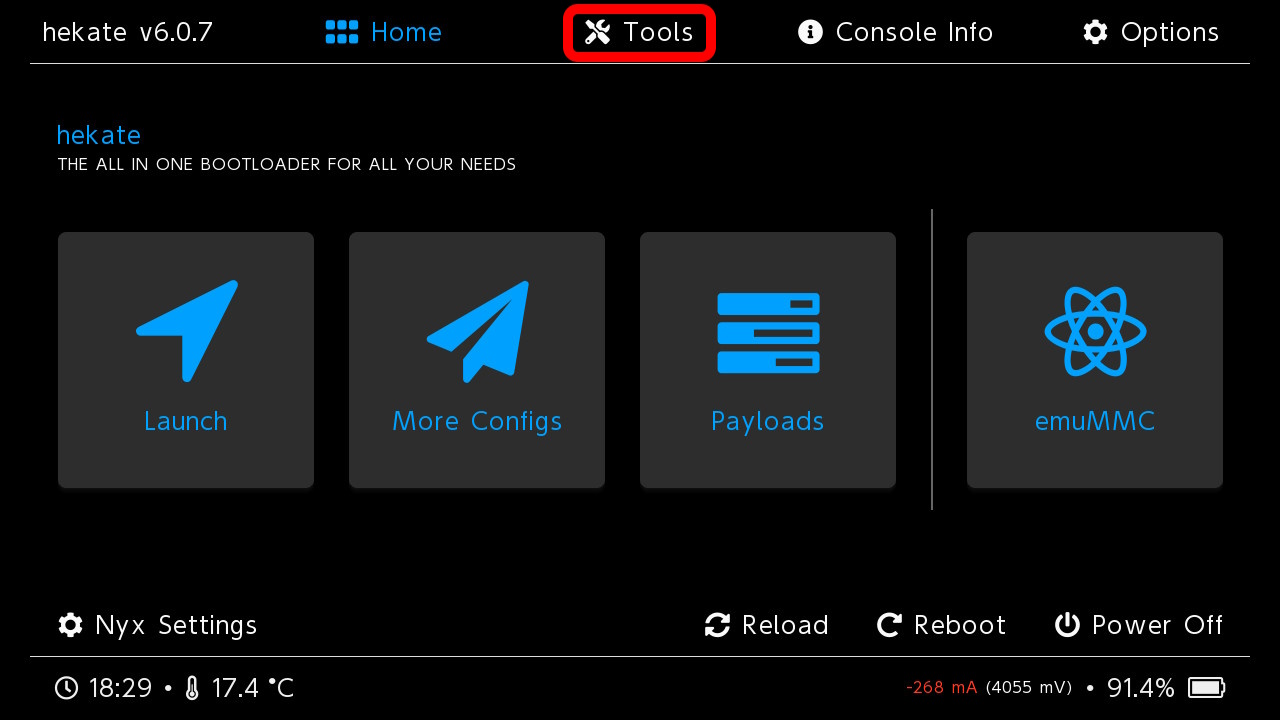 hekate v6.0.7 Home Tools Console Info Options
hekate
THE ALL IN ONE BOOTLOADER FOR ALL YOUR NEEDS
Launch More Configs Payloads emuMMC
Nyx Settings Reload Reboot Power Off
18:29 • 17.4 °C -268 mA (4055 mV) • 91.4%